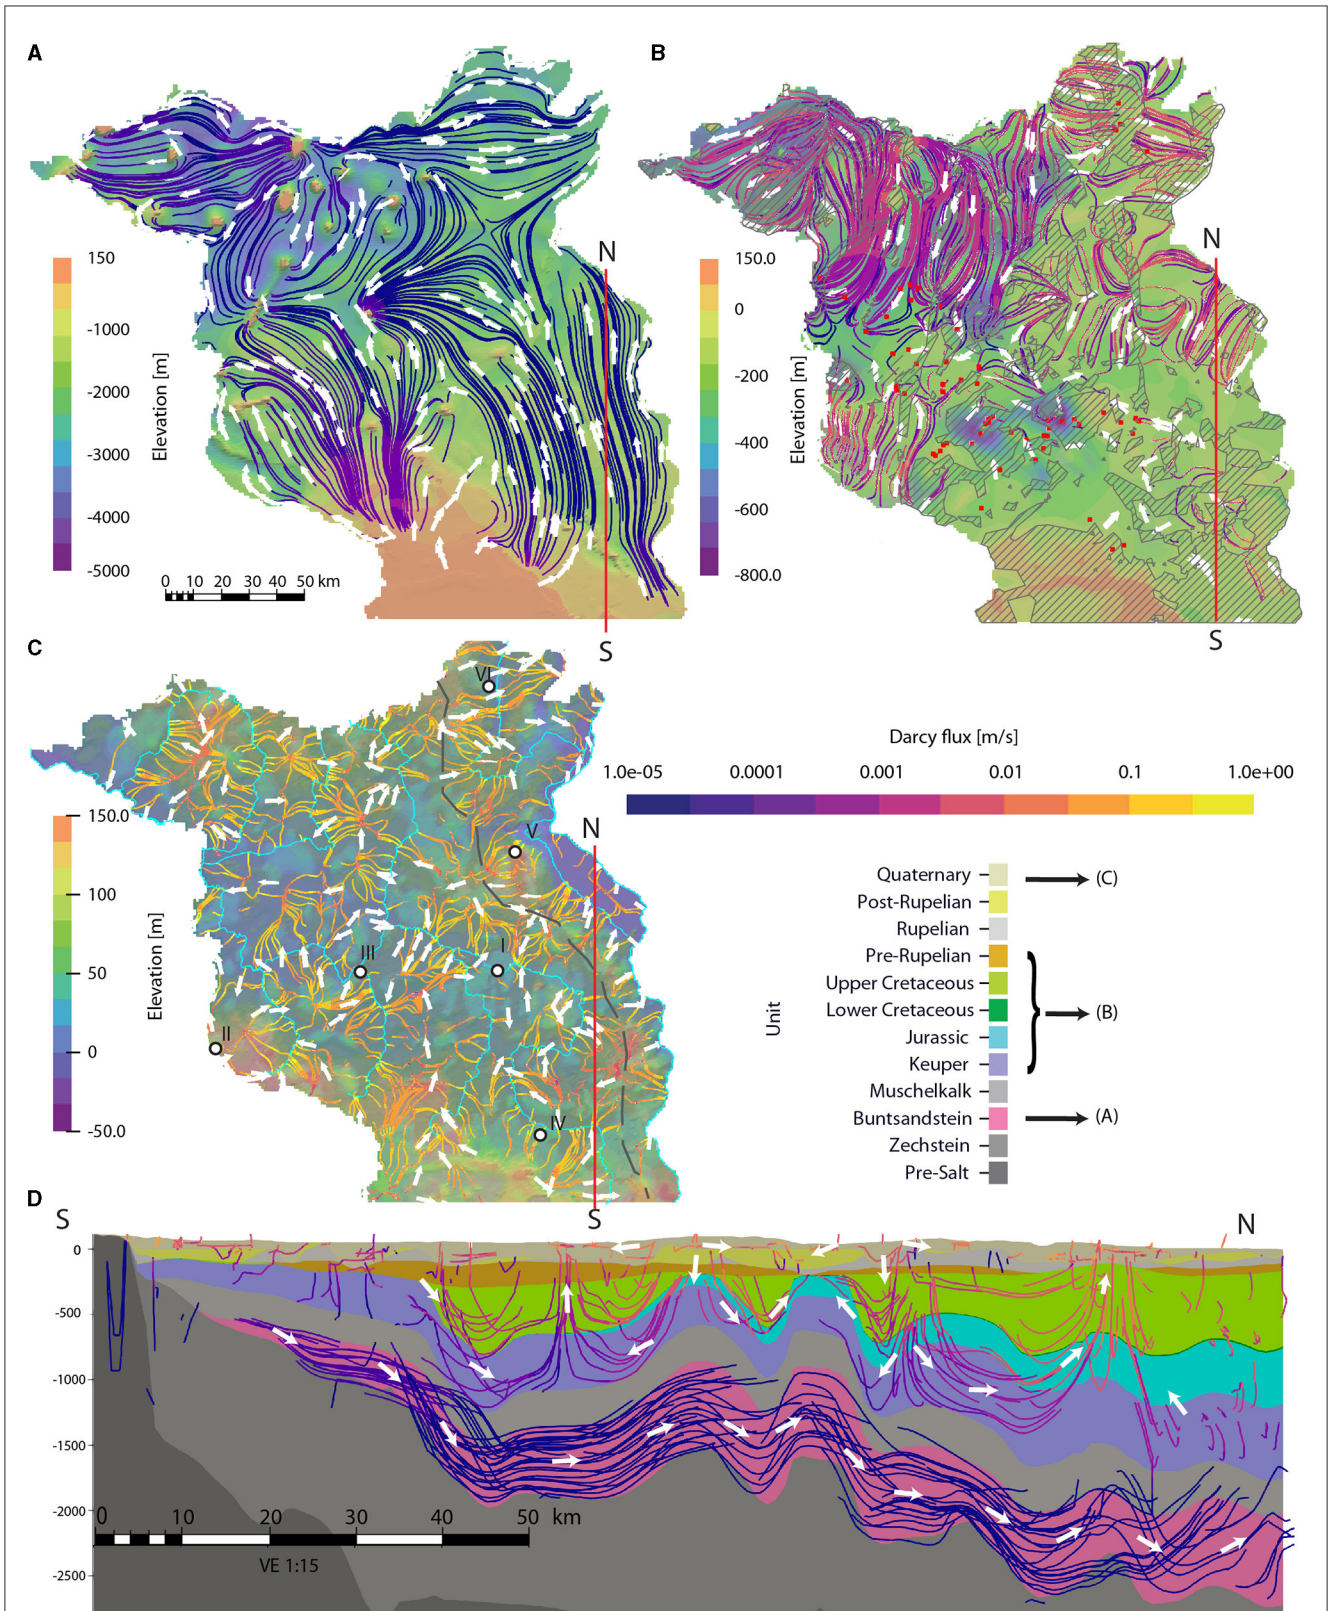 A
150
-1000
-2000
-3000
-4000
-5000
Elevation [m]
0 10 20 30 40 50 km
N
S
B
150.0
0
-200
-400
-600
-800.0
Elevation [m]
N
S
C
150.0
100
50
0
-50.0
Elevation [m]
VI
V
III
I
II
IV
N
S
Darcy flux [m/s]
1.0e-05 0.0001 0.001 0.01 0.1 1.0e+00
Unit
Quaternary (C)
Post-Rupelian
Rupelian
Pre-Rupelian
Upper Cretaceous
Lower Cretaceous (B)
Jurassic
Keuper
Muschelkalk
Buntsandstein (A)
Zechstein
Pre-Salt
D
S
N
0
-500
-1000
-1500
-2000
-2500
0 10 20 30 40 50 km
VE 1:15